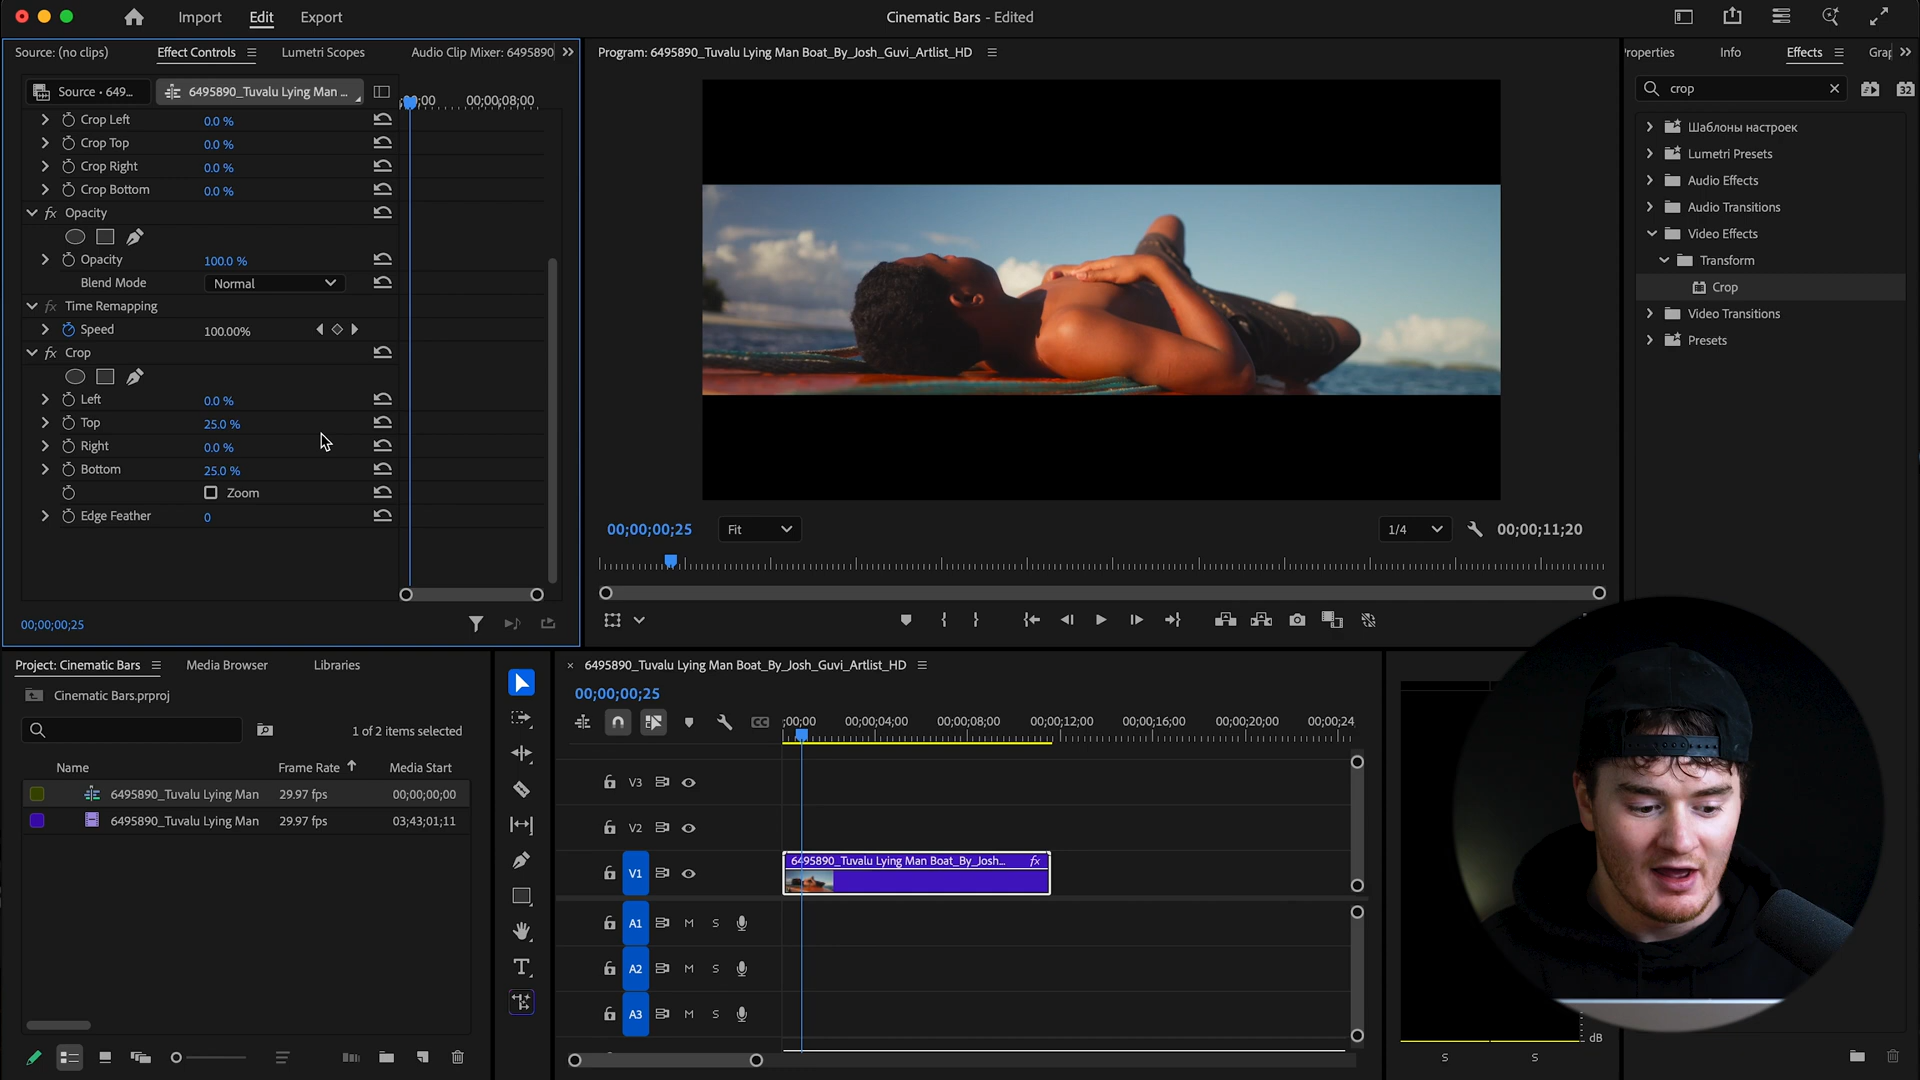 Import
Edit
Export
Cinematic Bars - Edited
Source: (no clips)
Effect Controls
Lumetri Scopes
Audio Clip Mixer: 6495890
Program: 6495890_Tuvalu Lying Man Boat_By_Josh_Guvi_Artlist_HD
roperties
Info
Effects
Grap
Source • 649...
6495890_Tuvalu Lying Man ...
;00;00
00;00;08;00
crop
32
Crop Left
0.0 %
Crop Top
0.0 %
Crop Right
0.0 %
Crop Bottom
0.0 %
fx Opacity
Opacity
100.0 %
Blend Mode
Normal
fx Time Remapping
Speed
100.00%
fx Crop
Left
0.0 %
Top
25.0 %
Right
0.0 %
Bottom
25.0 %
Zoom
Edge Feather
0
00;00;00;25
Шаблоны настроек
Lumetri Presets
Audio Effects
Audio Transitions
Video Effects
Transform
Crop
Video Transitions
Presets
00;00;00;25
Fit
1/4
00;00;11;20
Project: Cinematic Bars
Media Browser
Libraries
Cinematic Bars.prproj
1 of 2 items selected
Name
Frame Rate
Media Start
6495890_Tuvalu Lying Man
29.97 fps
00;00;00;00
6495890_Tuvalu Lying Man
29.97 fps
03;43;01;11
× 6495890_Tuvalu Lying Man Boat_By_Josh_Guvi_Artlist_HD
00;00;00;25
CC
;00;00
00;00;04;00
00;00;08;00
00;00;12;00
00;00;16;00
00;00;20;00
00;00;24
V3
V2
V1
6495890_Tuvalu Lying Man Boat_By_Josh...
fx
A1
M
S
A2
M
S
A3
M
S
T
dB
S
S